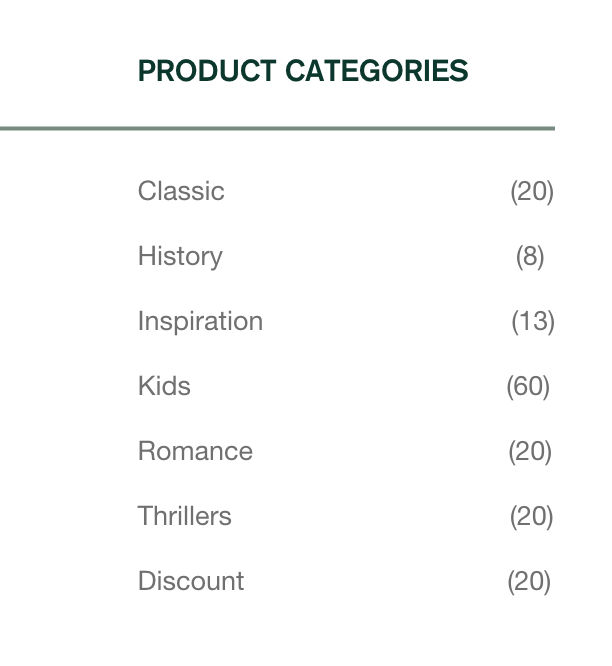 PRODUCT CATEGORIES
Classic (20)
History (8)
Inspiration (13)
Kids (60)
Romance (20)
Thrillers (20)
Discount (20)